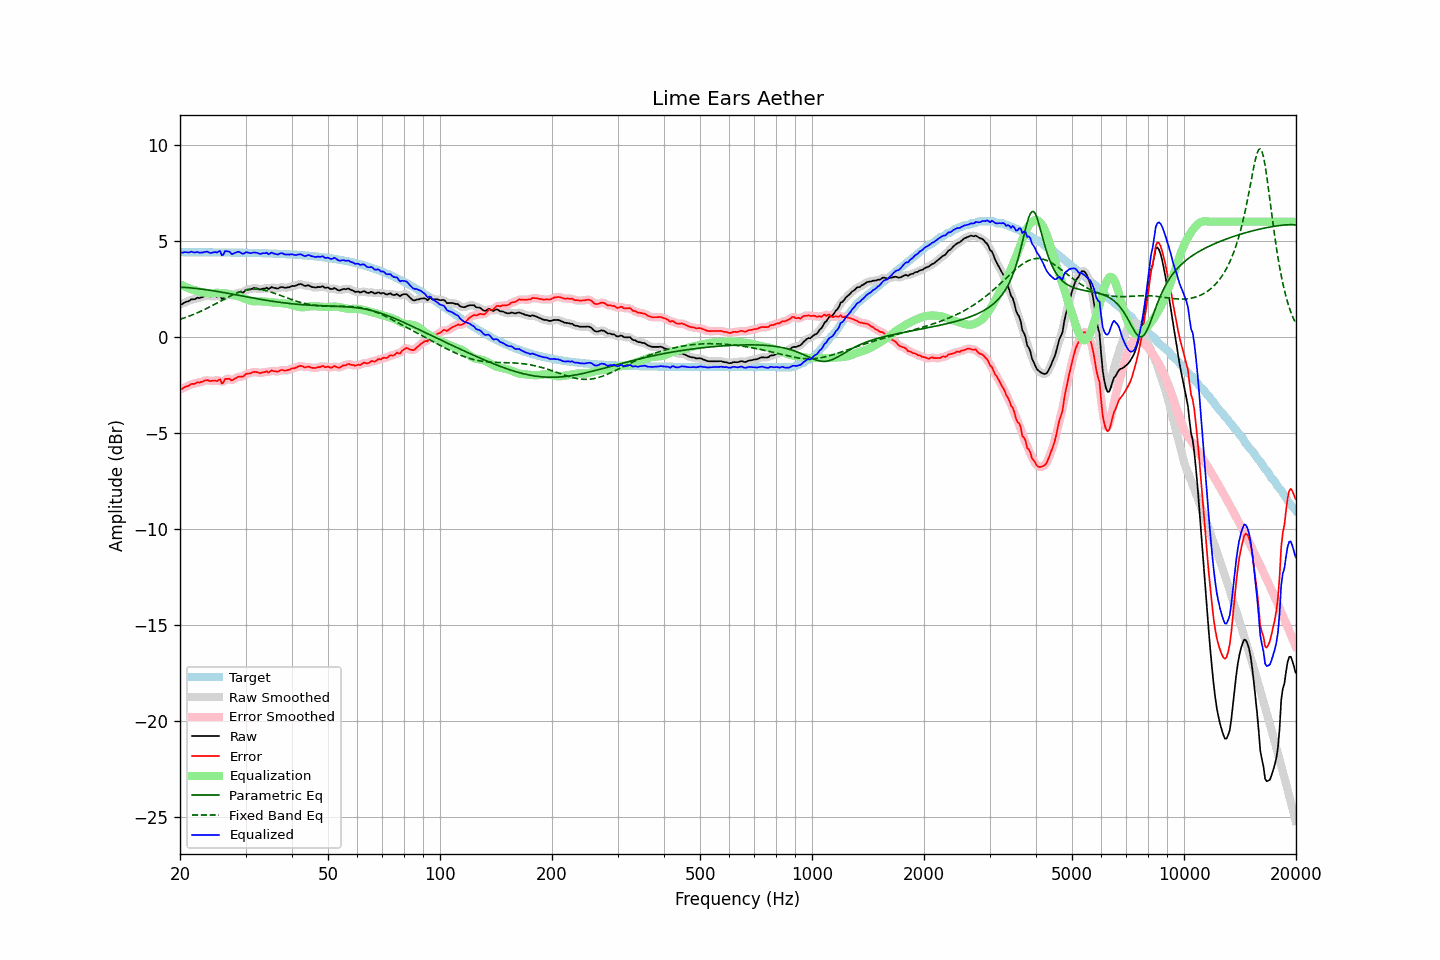 Lime Ears Aether
10
5
0
−5
−10
−15
−20
−25
Amplitude (dBr)
Target
Raw Smoothed
Error Smoothed
Raw
Error
Equalization
Parametric Eq
Fixed Band Eq
Equalized
20 50 100 200 500 1000 2000 5000 10000 20000
Frequency (Hz)